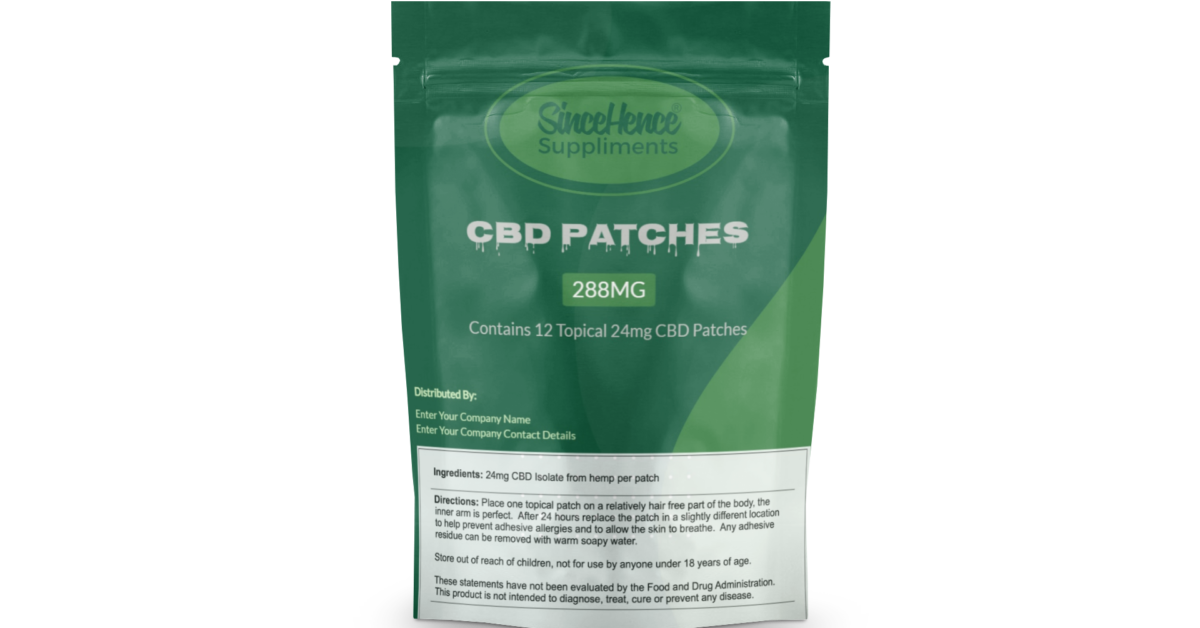 SinceHence®
Suppliments
CBD PATCHES
288MG
Contains 12 Topical 24mg CBD Patches
Distributed By:
Enter Your Company Name
Enter Your Company Contact Details
Ingredients: 24mg CBD Isolate from hemp per patch
Directions: Place one topical patch on a relatively hair free part of the body, the
inner arm is perfect. After 24 hours replace the patch in a slightly different location
to help prevent adhesive allergies and to allow the skin to breathe. Any adhesive
residue can be removed with warm soapy water.
Store out of reach of children, not for use by anyone under 18 years of age.
These statements have not been evaluated by the Food and Drug Administration.
This product is not intended to diagnose, treat, cure or prevent any disease.